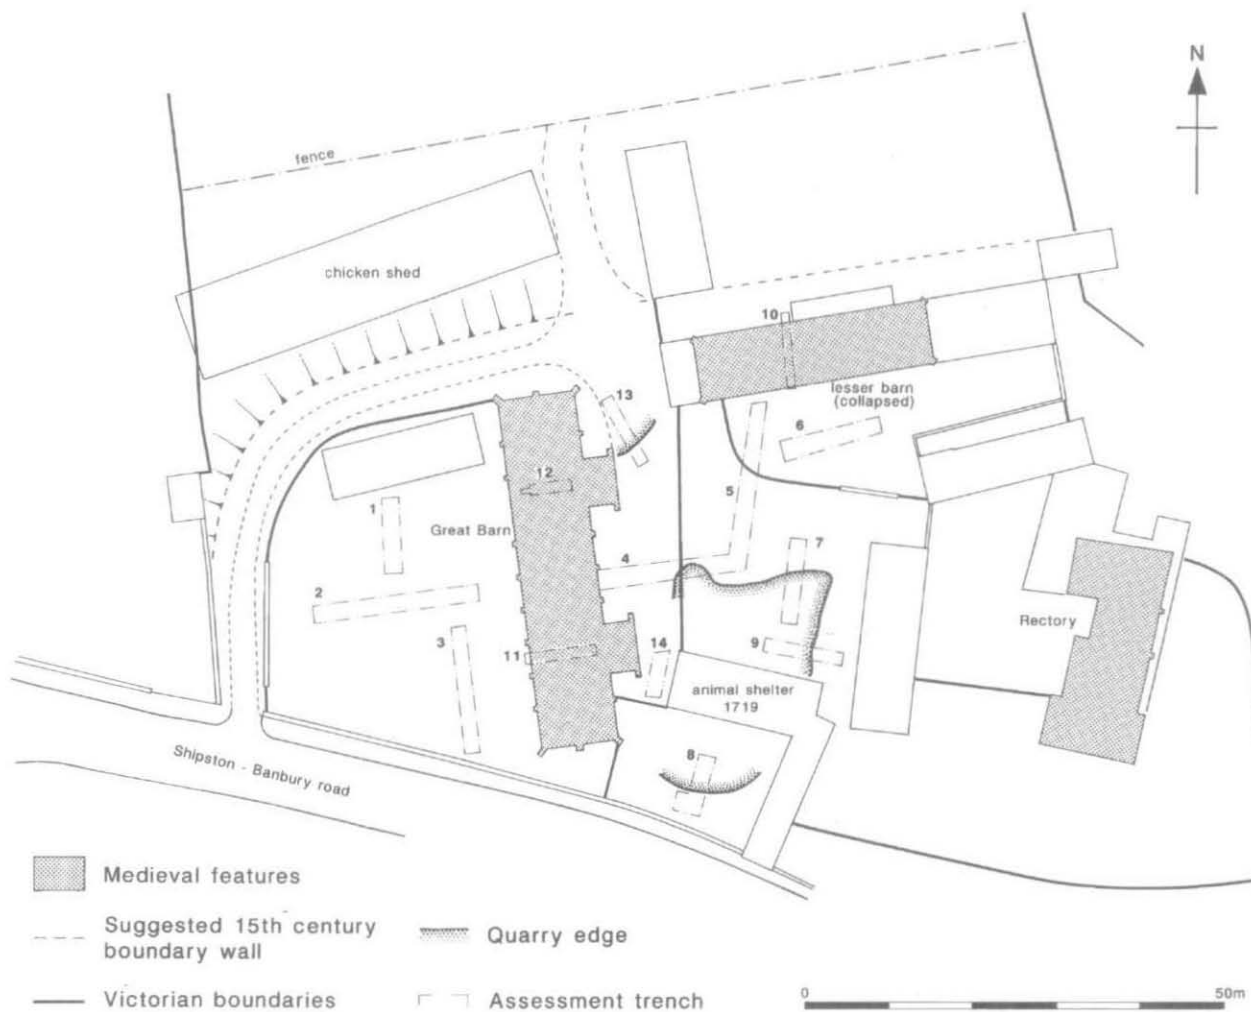 N
fence
chicken shed
10
lesser barn
(collapsed)
13
6
12
5
1
Great Barn
7
4
2
Rectory
3
9
11
14
animal shelter
1719
8
Shipston - Banbury road
Medieval features
Suggested 15th century
boundary wall
Quarry edge
Victorian boundaries
Assessment trench
0
50m